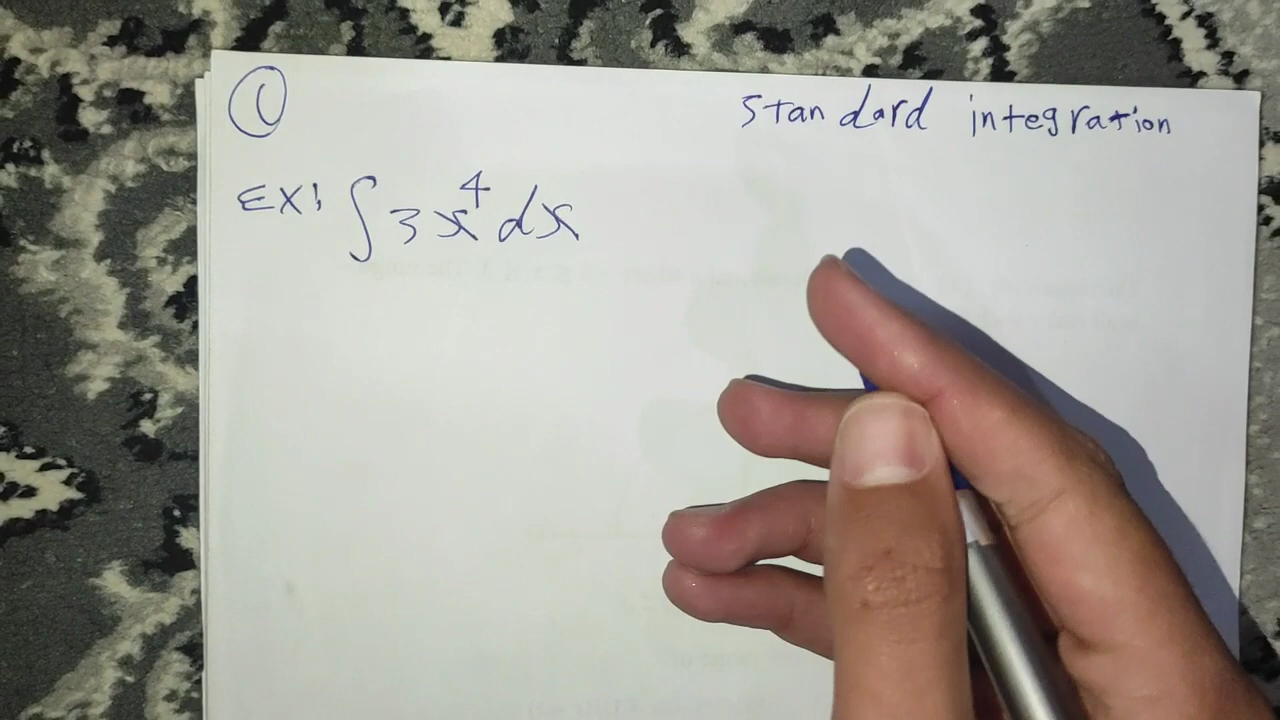 ①
standard integration
EX: ∫3x⁴dx